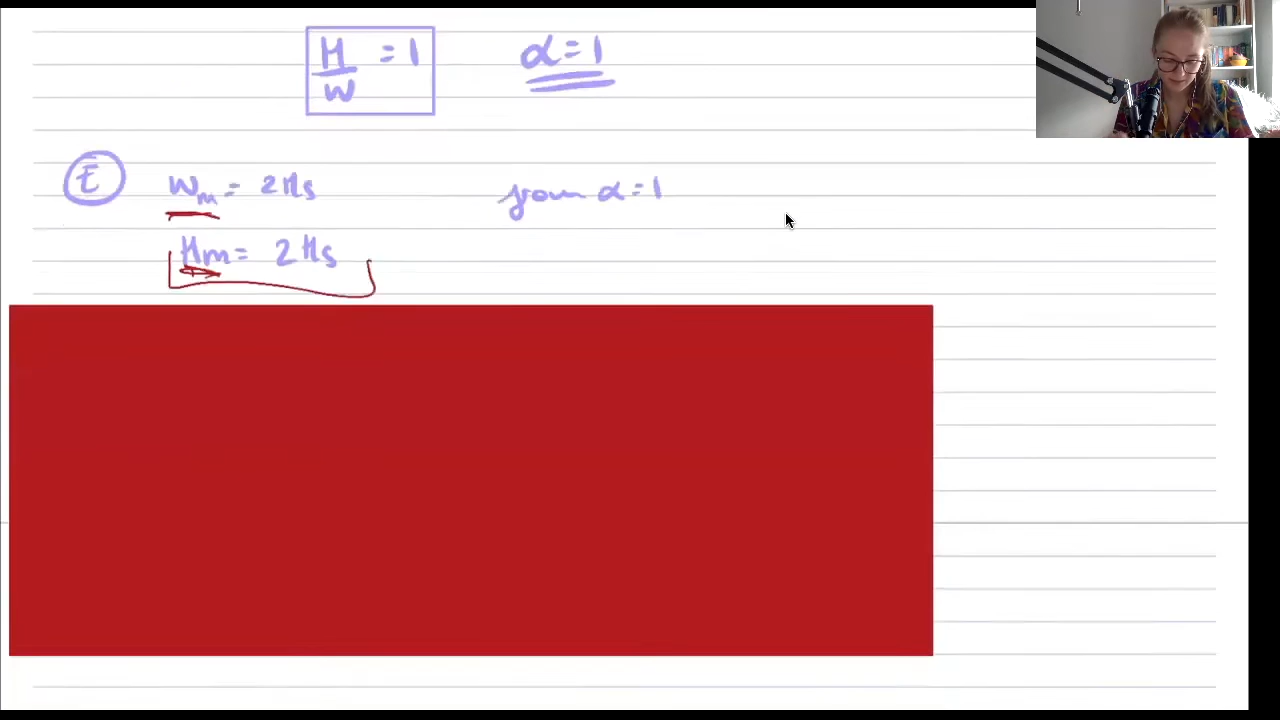 H/W = 1 α = 1
E Wm = 2Hs from α = 1
Hm = 2Hs